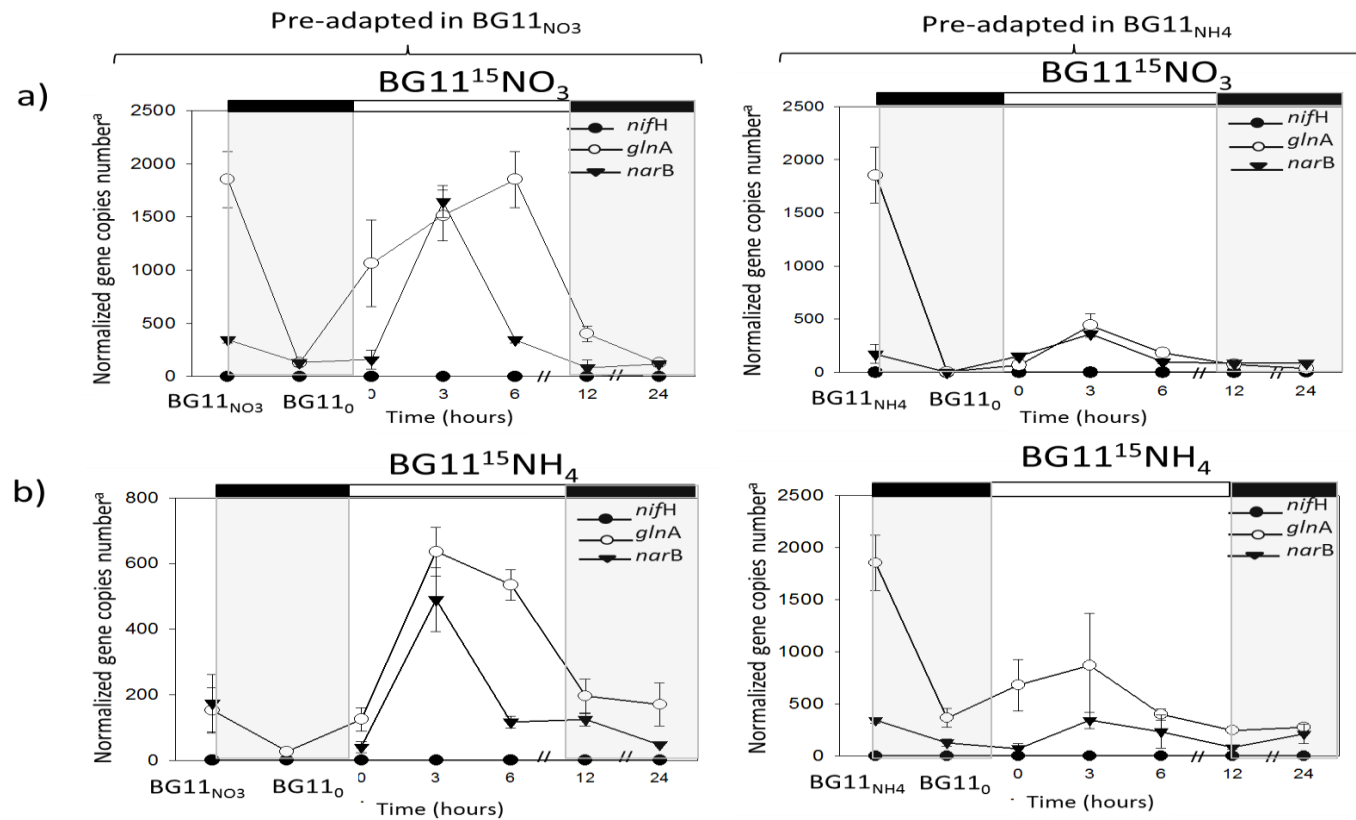 Pre-adapted in BG11NO3
Pre-adapted in BG11NH4
a)
BG11¹⁵NO₃
Normalized gene copies numberᵃ
2500
2000
1500
1000
500
0
nifH
glnA
narB
BG11NO3
BG11₀
0
3
6
12
24
Time (hours)
BG11¹⁵NO₃
Normalized gene copies numberᵃ
2500
2000
1500
1000
500
0
nifH
glnA
narB
BG11NH4
BG11₀
0
3
6
12
24
Time (hours)
b)
BG11¹⁵NH₄
Normalized gene copies numberᵃ
800
600
400
200
0
nifH
glnA
narB
BG11NO3
BG11₀
0
3
6
12
24
Time (hours)
BG11¹⁵NH₄
Normalized gene copies numberᵃ
2500
2000
1500
1000
500
0
nifH
glnA
narB
BG11NH4
BG11₀
0
3
6
12
24
Time (hours)